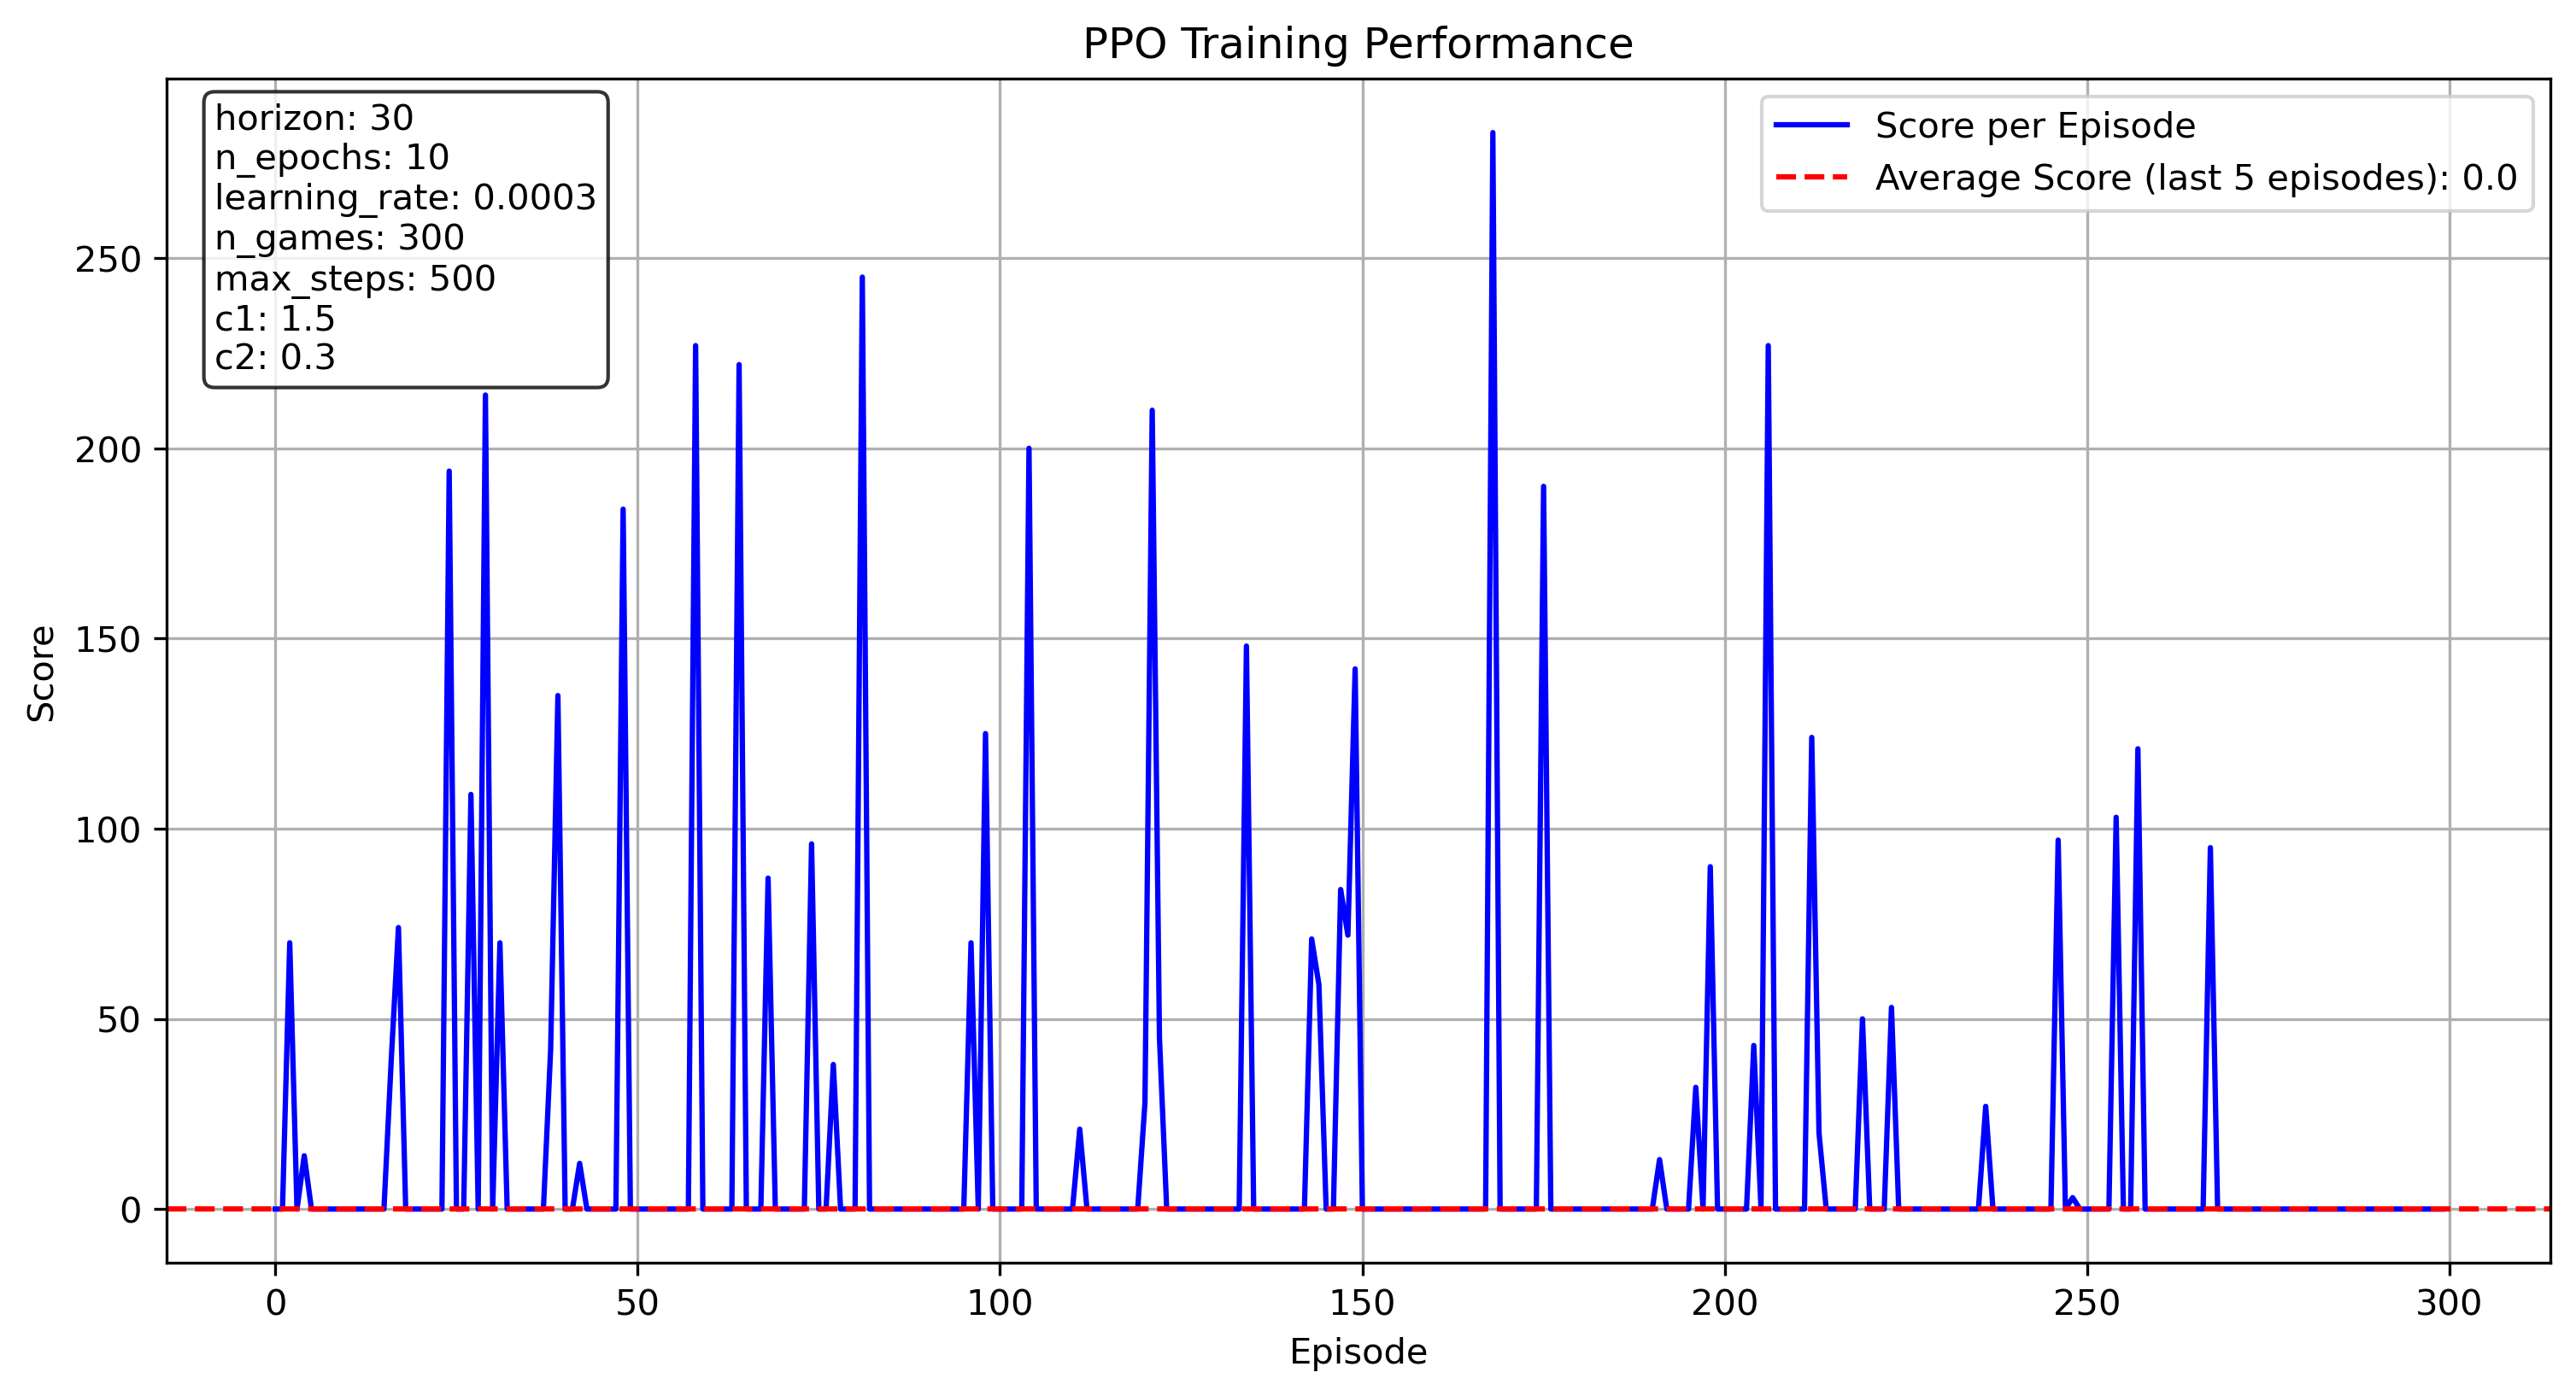 PPO Training Performance
horizon: 30
n_epochs: 10
learning_rate: 0.0003
n_games: 300
max_steps: 500
c1: 1.5
c2: 0.3
Score per Episode
Average Score (last 5 episodes): 0.0
250
200
150
100
50
0
Score
0 50 100 150 200 250 300
Episode